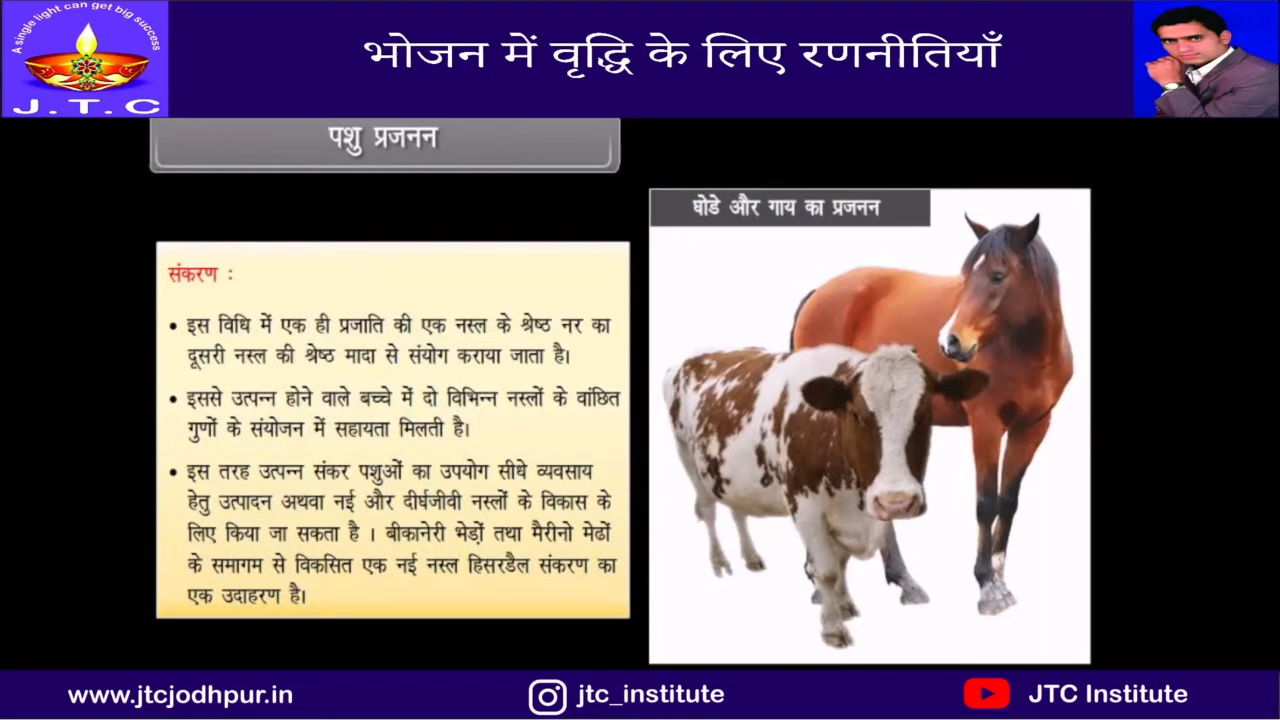 A single light can get big success
J.T.C
भोजन में वृद्धि के लिए रणनीतियाँ
पशु प्रजनन
घोडे और गाय का प्रजनन
संकरण :
• इस विधि में एक ही प्रजाति की एक नस्ल के श्रेष्ठ नर का
दूसरी नस्ल की श्रेष्ठ मादा से संयोग कराया जाता है।
• इससे उत्पन्न होने वाले बच्चे में दो विभिन्न नस्लों के वांछित
गुणों के संयोजन में सहायता मिलती है।
• इस तरह उत्पन्न संकर पशुओं का उपयोग सीधे व्यवसाय
हेतु उत्पादन अथवा नई और दीर्घजीवी नस्लों के विकास के
लिए किया जा सकता है । बीकानेरी भेड़ों तथा मैरीनो मेढों
के समागम से विकसित एक नई नस्ल हिसरडैल संकरण का
एक उदाहरण है।
www.jtcjodhpur.in
jtc_institute
JTC Institute